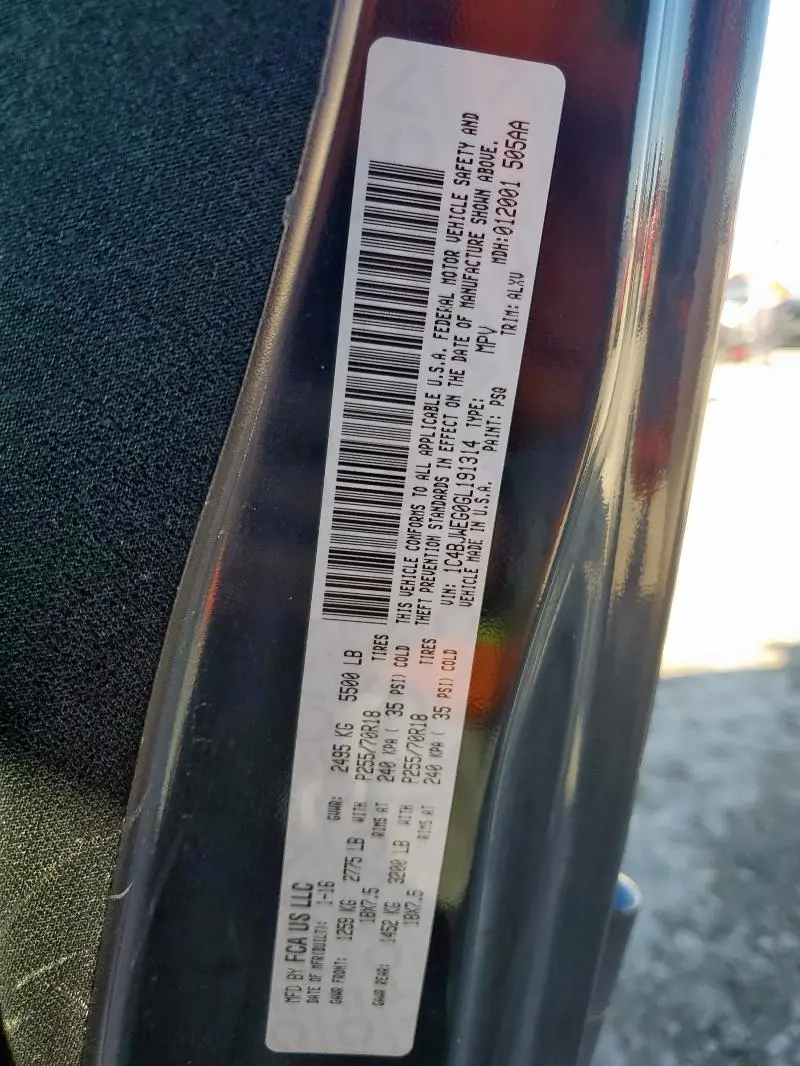 MFD BY FCA US LLC
DATE OF MFR(BUILT): 1-16 GVWR: 2495 KG 5500 LB
GAWR FRONT: 1259 KG 2775 LB WITH P255/70R18 TIRES
18X7.5 RIMS AT 240 KPA ( 35 PSI) COLD
GAWR REAR: 1452 KG 3200 LB WITH P255/70R18 TIRES
18X7.5 RIMS AT 240 KPA ( 35 PSI) COLD
THIS VEHICLE CONFORMS TO ALL APPLICABLE U.S.A. FEDERAL MOTOR VEHICLE SAFETY AND
THEFT PREVENTION STANDARDS IN EFFECT ON THE DATE OF MANUFACTURE SHOWN ABOVE.
VIN: 1C4BJWEG0GL191314 TYPE: MPV MDH:012001 505AA
VEHICLE MADE IN U.S.A. PAINT: PSQ TRIM: ALXV